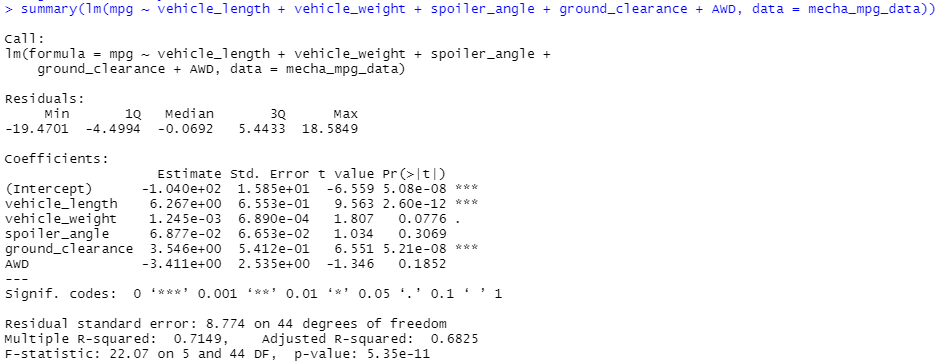 > summary(lm(mpg ~ vehicle_length + vehicle_weight + spoiler_angle + ground_clearance + AWD, data = mecha_mpg_data))
Call:
lm(formula = mpg ~ vehicle_length + vehicle_weight + spoiler_angle +
    ground_clearance + AWD, data = mecha_mpg_data)
Residuals:
     Min       1Q   Median       3Q      Max
-19.4701  -4.4994  -0.0692   5.4433  18.5849
Coefficients:
                   Estimate Std. Error t value Pr(>|t|)
(Intercept)      -1.040e+02  1.585e+01  -6.559 5.08e-08 ***
vehicle_length    6.267e+00  6.553e-01   9.563 2.60e-12 ***
vehicle_weight    1.245e-03  6.890e-04   1.807   0.0776 .
spoiler_angle     6.877e-02  6.653e-02   1.034   0.3069
ground_clearance  3.546e+00  5.412e-01   6.551 5.21e-08 ***
AWD              -3.411e+00  2.535e+00  -1.346   0.1852
---
Signif. codes:  0 ‘***’ 0.001 ‘**’ 0.01 ‘*’ 0.05 ‘.’ 0.1 ‘ ’ 1
Residual standard error: 8.774 on 44 degrees of freedom
Multiple R-squared:  0.7149,    Adjusted R-squared:  0.6825
F-statistic: 22.07 on 5 and 44 DF,  p-value: 5.35e-11